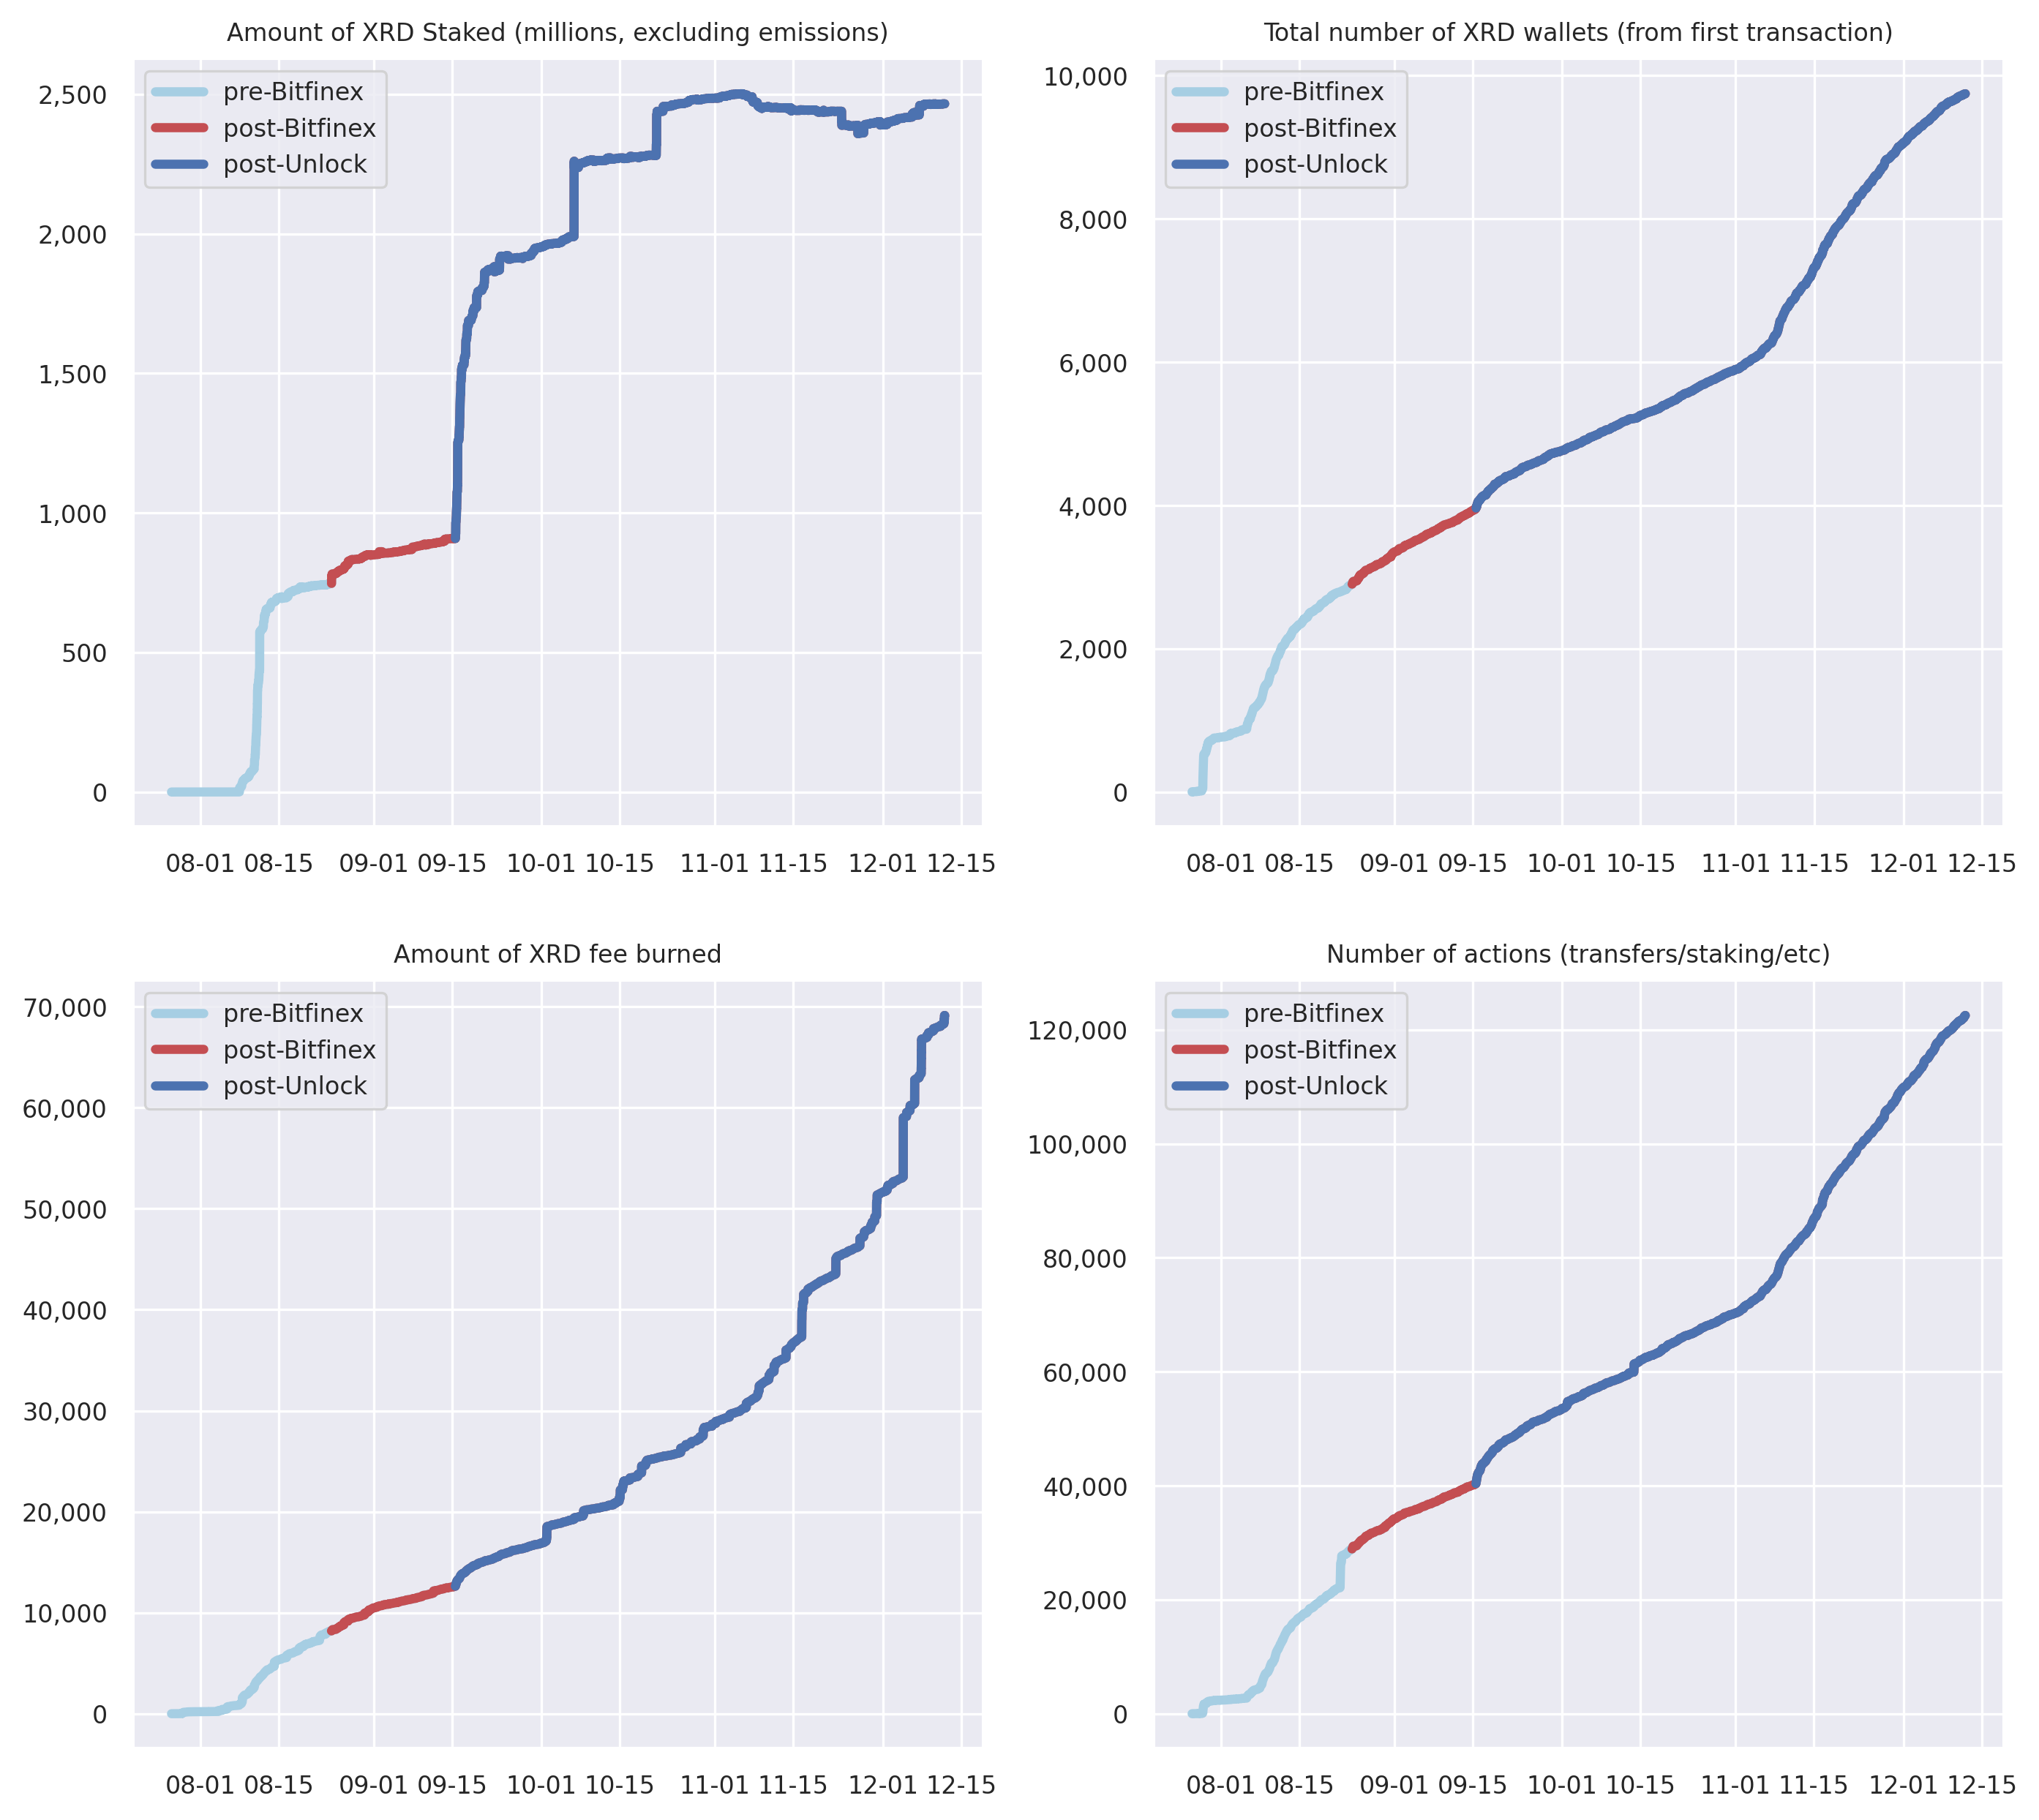 Amount of XRD Staked (millions, excluding emissions)
pre-Bitfinex
post-Bitfinex
post-Unlock
2,500
2,000
1,500
1,000
500
0
08-01 08-15 09-01 09-15 10-01 10-15 11-01 11-15 12-01 12-15
Total number of XRD wallets (from first transaction)
pre-Bitfinex
post-Bitfinex
post-Unlock
10,000
8,000
6,000
4,000
2,000
0
08-01 08-15 09-01 09-15 10-01 10-15 11-01 11-15 12-01 12-15
Amount of XRD fee burned
pre-Bitfinex
post-Bitfinex
post-Unlock
70,000
60,000
50,000
40,000
30,000
20,000
10,000
0
08-01 08-15 09-01 09-15 10-01 10-15 11-01 11-15 12-01 12-15
Number of actions (transfers/staking/etc)
pre-Bitfinex
post-Bitfinex
post-Unlock
120,000
100,000
80,000
60,000
40,000
20,000
0
08-01 08-15 09-01 09-15 10-01 10-15 11-01 11-15 12-01 12-15